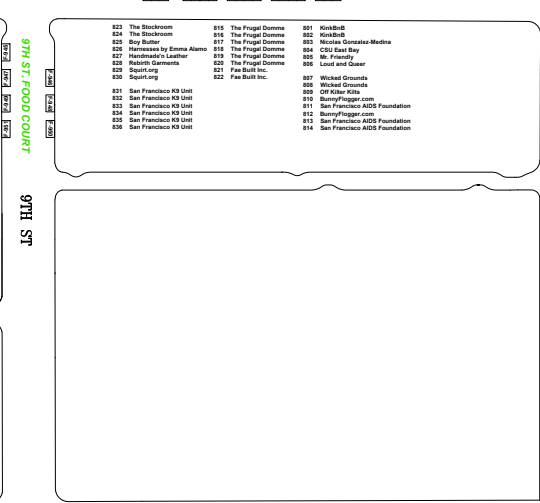 823 The Stockroom
824 The Stockroom
825 Boy Butter
826 Harnesses by Emma Alamo
827 Handmade'n Leather
828 Rebirth Garments
829 Squirt.org
830 Squirt.org
831 San Francisco K9 Unit
832 San Francisco K9 Unit
833 San Francisco K9 Unit
834 San Francisco K9 Unit
835 San Francisco K9 Unit
836 San Francisco K9 Unit
815 The Frugal Domme
816 The Frugal Domme
817 The Frugal Domme
818 The Frugal Domme
819 The Frugal Domme
820 The Frugal Domme
821 Fae Built Inc.
822 Fae Built Inc.
801 KinkBnB
802 KinkBnB
803 Nicolas Gonzalez-Medina
804 CSU East Bay
805 Mr. Friendly
806 Loud and Queer
807 Wicked Grounds
808 Wicked Grounds
809 Off Kilter Kilts
810 BunnyFlogger.com
811 San Francisco AIDS Foundation
812 BunnyFlogger.com
813 San Francisco AIDS Foundation
814 San Francisco AIDS Foundation
F-945
F-947
F-949
F-951
9TH ST. FOOD COURT
F-946
F-948
F-950
9TH ST